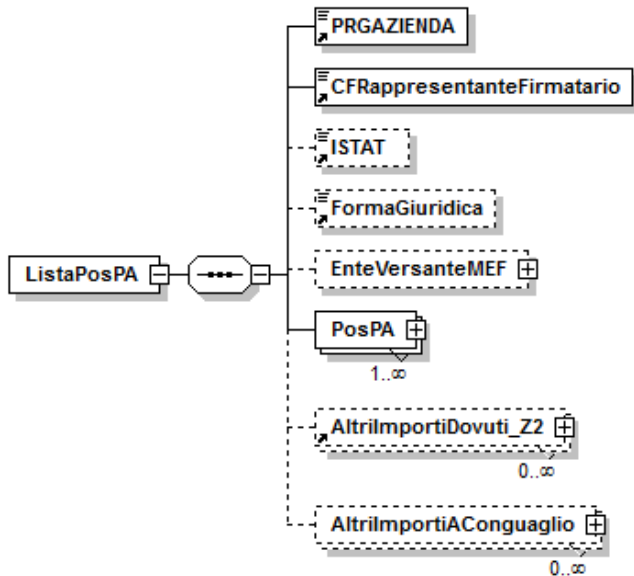 PRGAZIENDA
CFRappresentanteFirmatario
ISTAT
FormaGiuridica
ListaPosPA
EnteVersanteMEF
PosPA
1..∞
AltriImportiDovuti_Z2
0..∞
AltriImportiAConguaglio
0..∞